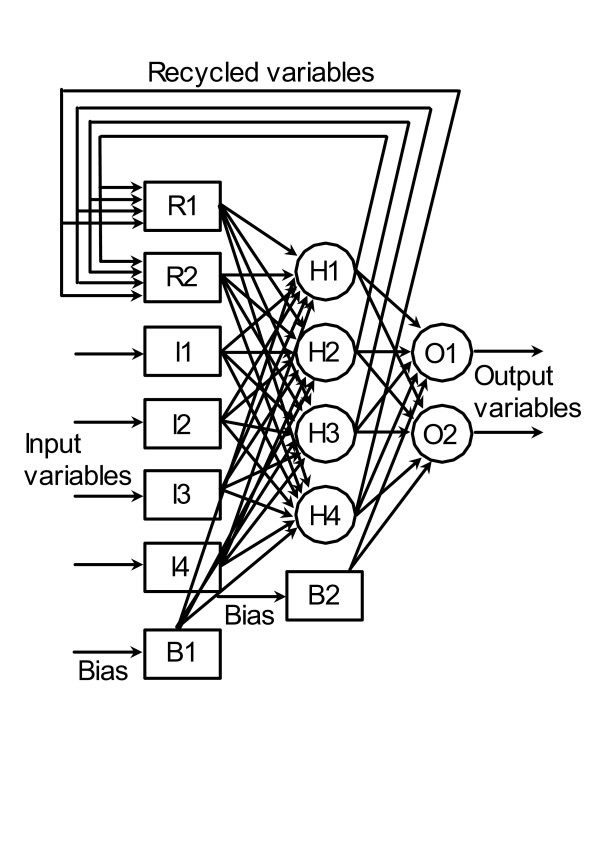 Recycled variables
R1
R2
I1
I2
I3
I4
B1
H1
H2
H3
H4
B2
O1
O2
Input
variables
Output
variables
Bias
Bias